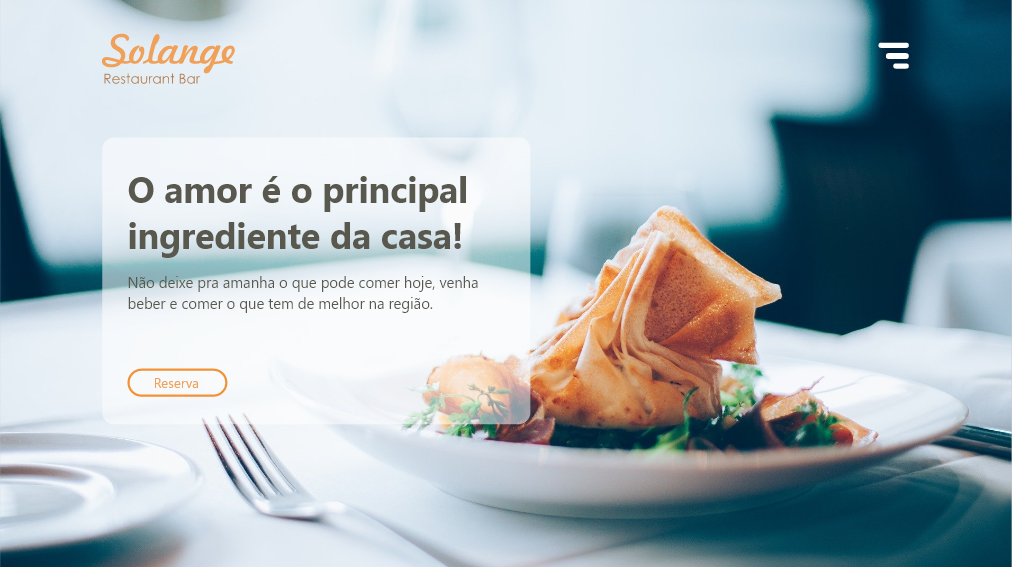 Solange
Restaurant Bar
O amor é o principal
ingrediente da casa!
Não deixe pra amanha o que pode comer hoje, venha
beber e comer o que tem de melhor na região.
Reserva